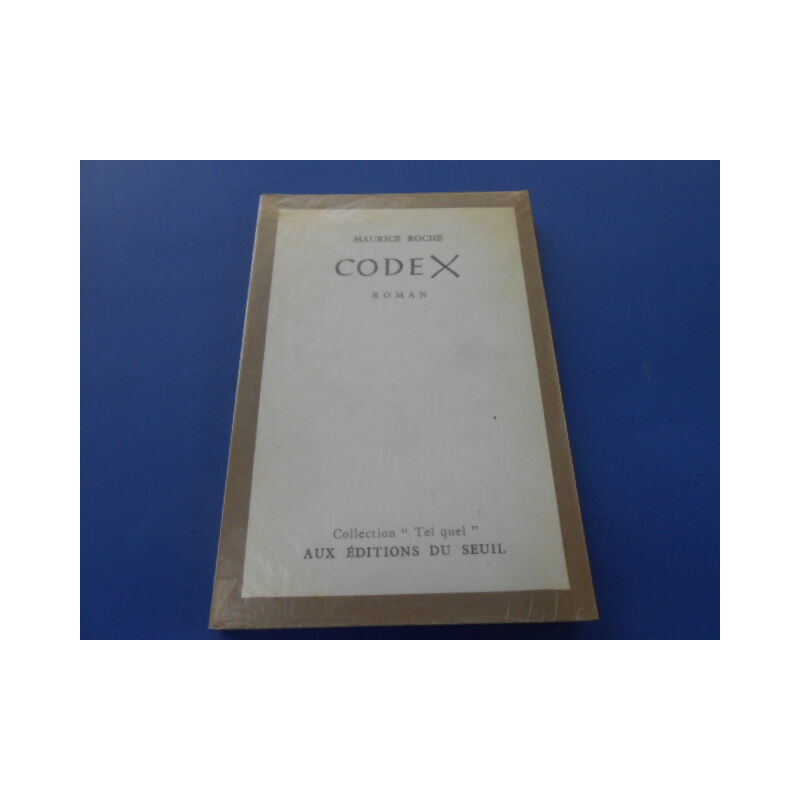 MAURICE ROCHE
CODEX
ROMAN
Collection “ Tel quel ”
AUX ÉDITIONS DU SEUIL